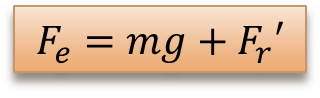 Fₑ = mg + Fᵣ′